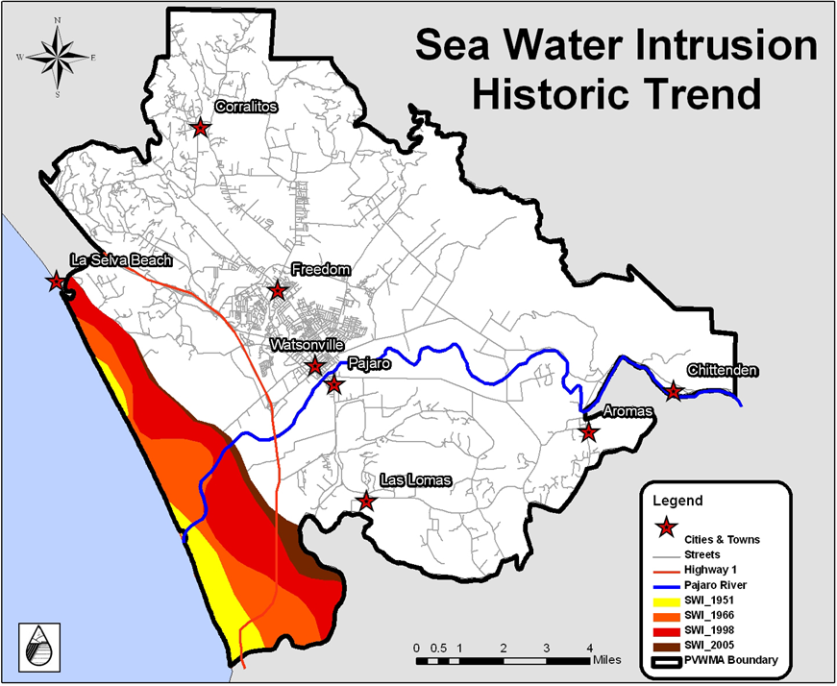 Sea Water Intrusion
Historic Trend
N
W
E
S
Corralitos
La Selva Beach
Freedom
Watsonville
Pajaro
Chittenden
Aromas
Las Lomas
Legend
Cities & Towns
Streets
Highway 1
Pajaro River
SWI_1951
SWI_1966
SWI_1998
SWI_2005
PVWMA Boundary
0 0.5 1 2 3 4
Miles